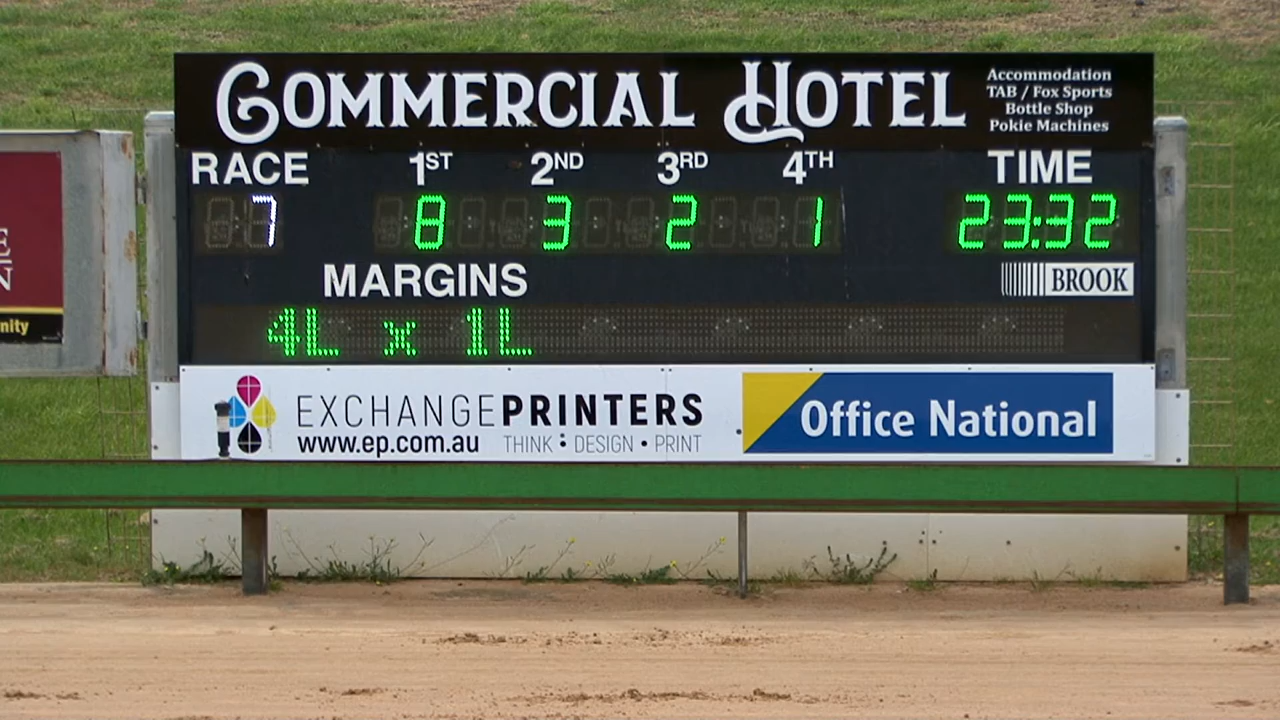 COMMERCIAL HOTEL
Accommodation
TAB / Fox Sports
Bottle Shop
Pokie Machines
RACE 1ST 2ND 3RD 4TH TIME
7 8 3 2 1 23:32
MARGINS
BROOK
4L x 1L
EXCHANGEPRINTERS
www.ep.com.au THINK : DESIGN • PRINT
Office National
E
N
nity